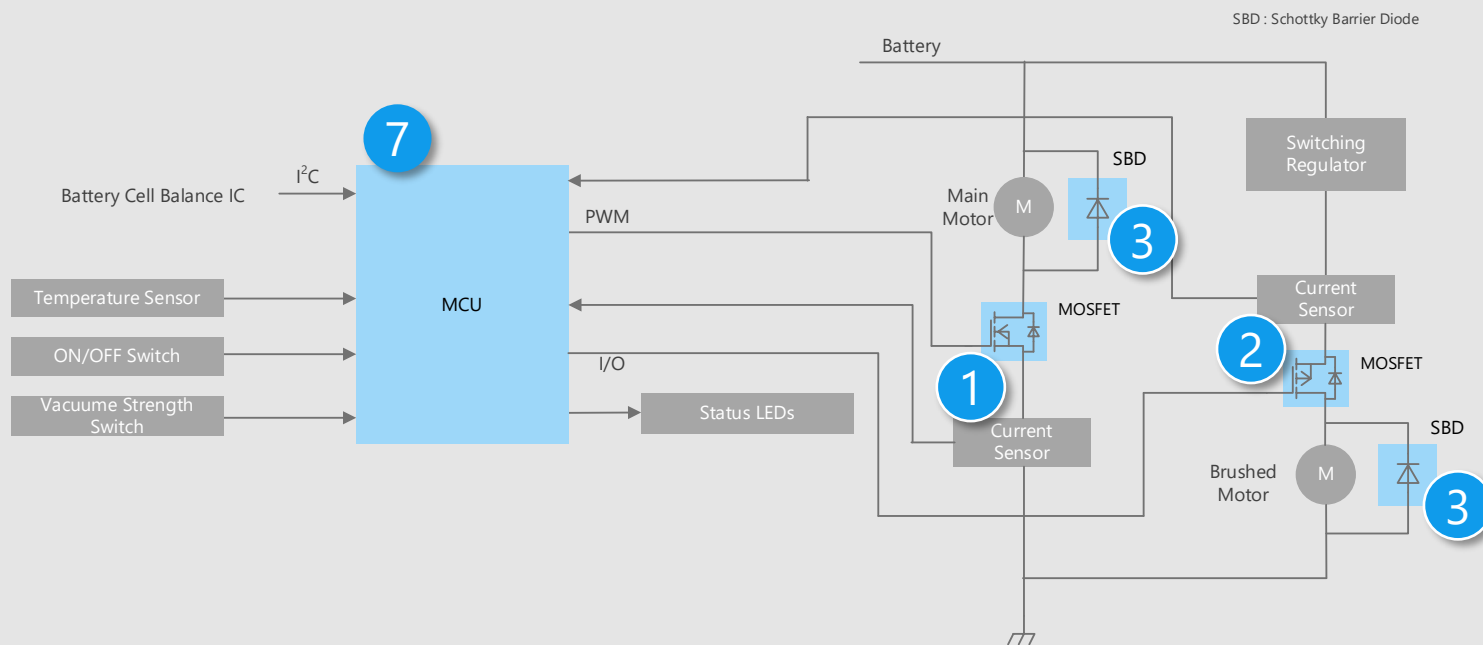 SBD : Schottky Barrier Diode
Battery
7
Switching
Regulator
I²C
Battery Cell Balance IC
SBD
Main
Motor
M
3
PWM
Temperature Sensor
MCU
MOSFET
Current
Sensor
ON/OFF Switch
I/O
1
2
MOSFET
Vacuume Strength
Switch
Status LEDs
Current
Sensor
SBD
Brushed
Motor
M
3